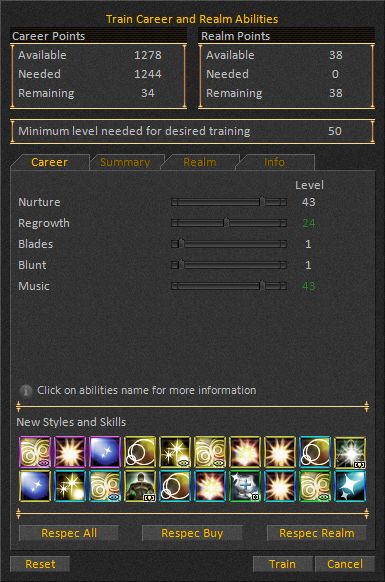 Train Career and Realm Abilities
Career Points
Realm Points
Available 1278
Available 38
Needed 1244
Needed 0
Remaining 34
Remaining 38
Minimum level needed for desired training 50
Career Summary Realm Info
Level
Nurture 43
Regrowth 24
Blades 1
Blunt 1
Music 43
Click on abilities name for more information
New Styles and Skills
Respec All Respec Buy Respec Realm
Reset Train Cancel